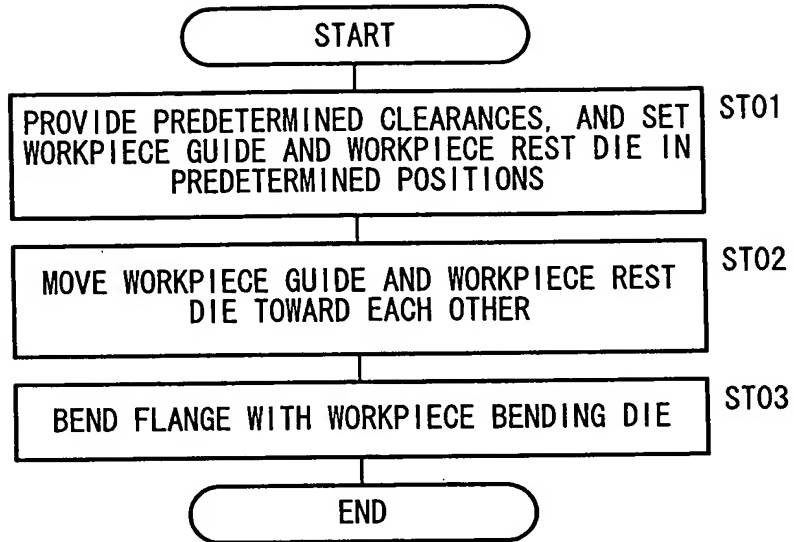 START
PROVIDE PREDETERMINED CLEARANCES, AND SET
WORKPIECE GUIDE AND WORKPIECE REST DIE IN
PREDETERMINED POSITIONS
ST01
MOVE WORKPIECE GUIDE AND WORKPIECE REST
DIE TOWARD EACH OTHER
ST02
BEND FLANGE WITH WORKPIECE BENDING DIE
ST03
END